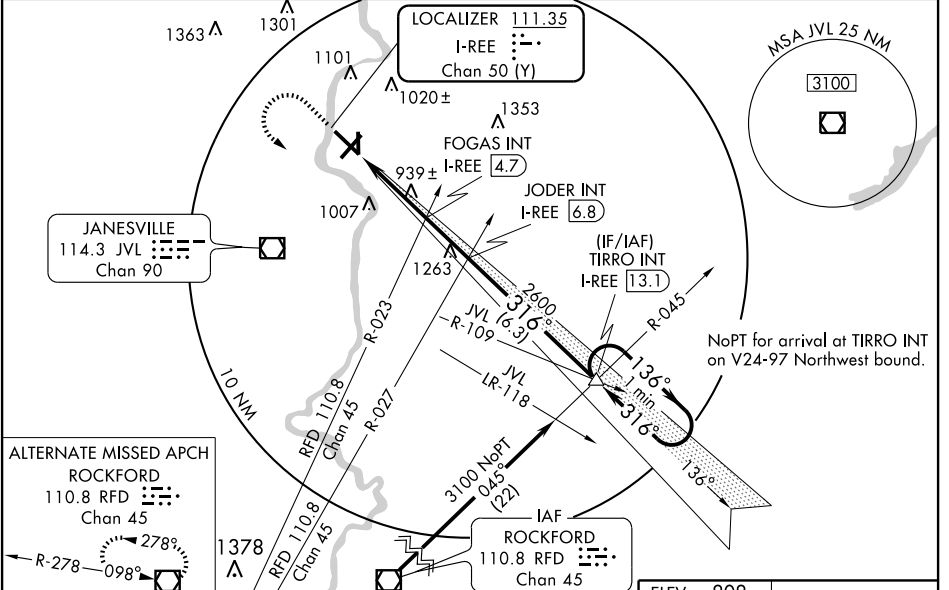 1363
1301
LOCALIZER 111.35
I-REE
Chan 50 (Y)
MSA JVL 25 NM
3100
1101
1020±
1353
FOGAS INT
I-REE 4.7
939±
JODER INT
I-REE 6.8
1007
(IF/IAF)
TIRRO INT
I-REE 13.1
JANESVILLE
114.3 JVL
Chan 90
1263
2600
316°
(6.3)
JVL
R-109
R-045
R-023
NoPT for arrival at TIRRO INT
on V24-97 Northwest bound.
JVL
LR-118
136°
1 min
316°
136°
10 NM
R-027
RFD 110.8
Chan 45
RFD 110.8
Chan 45
3100 NoPT
045°
(22)
ALTERNATE MISSED APCH
ROCKFORD
110.8 RFD
Chan 45
278°
R-278
098°
1378
IAF
ROCKFORD
110.8 RFD
Chan 45
ELEV 808